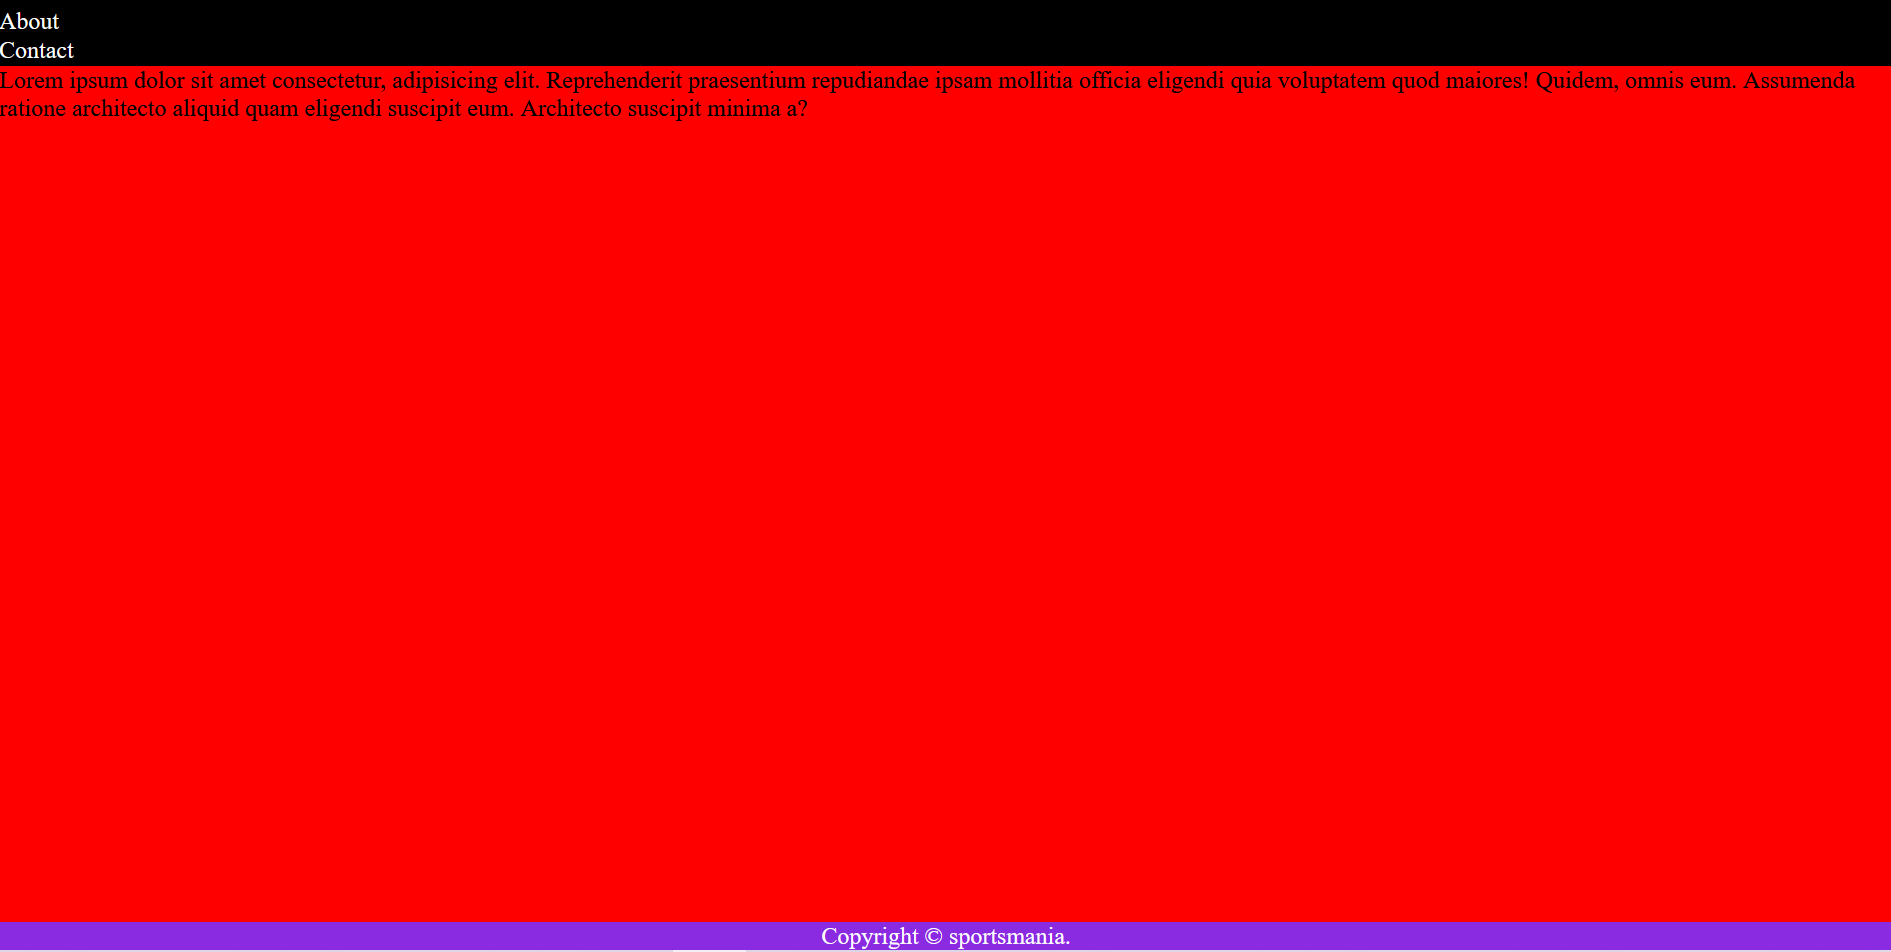 About
Contact
Lorem ipsum dolor sit amet consectetur, adipisicing elit. Reprehenderit praesentium repudiandae ipsam mollitia officia eligendi quia voluptatem quod maiores! Quidem, omnis eum. Assumenda
ratione architecto aliquid quam eligendi suscipit eum. Architecto suscipit minima a?
Copyright © sportsmania.